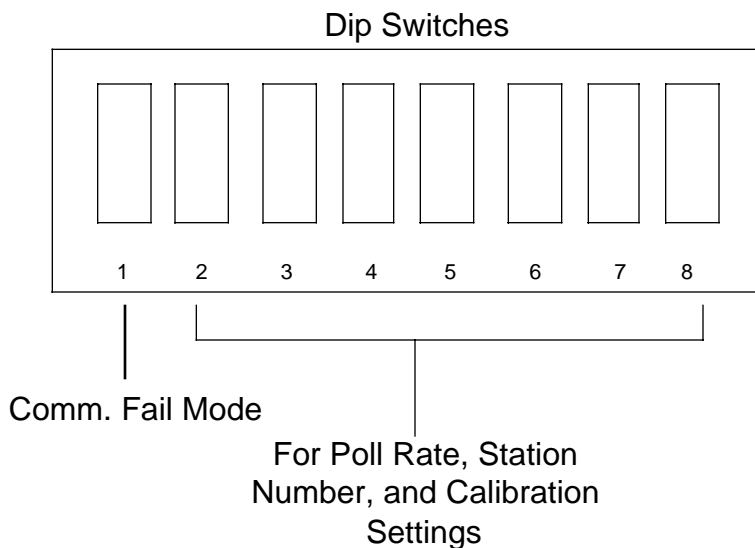 Dip Switches
1 2 3 4 5 6 7 8
Comm. Fail Mode
For Poll Rate, Station
Number, and Calibration
Settings